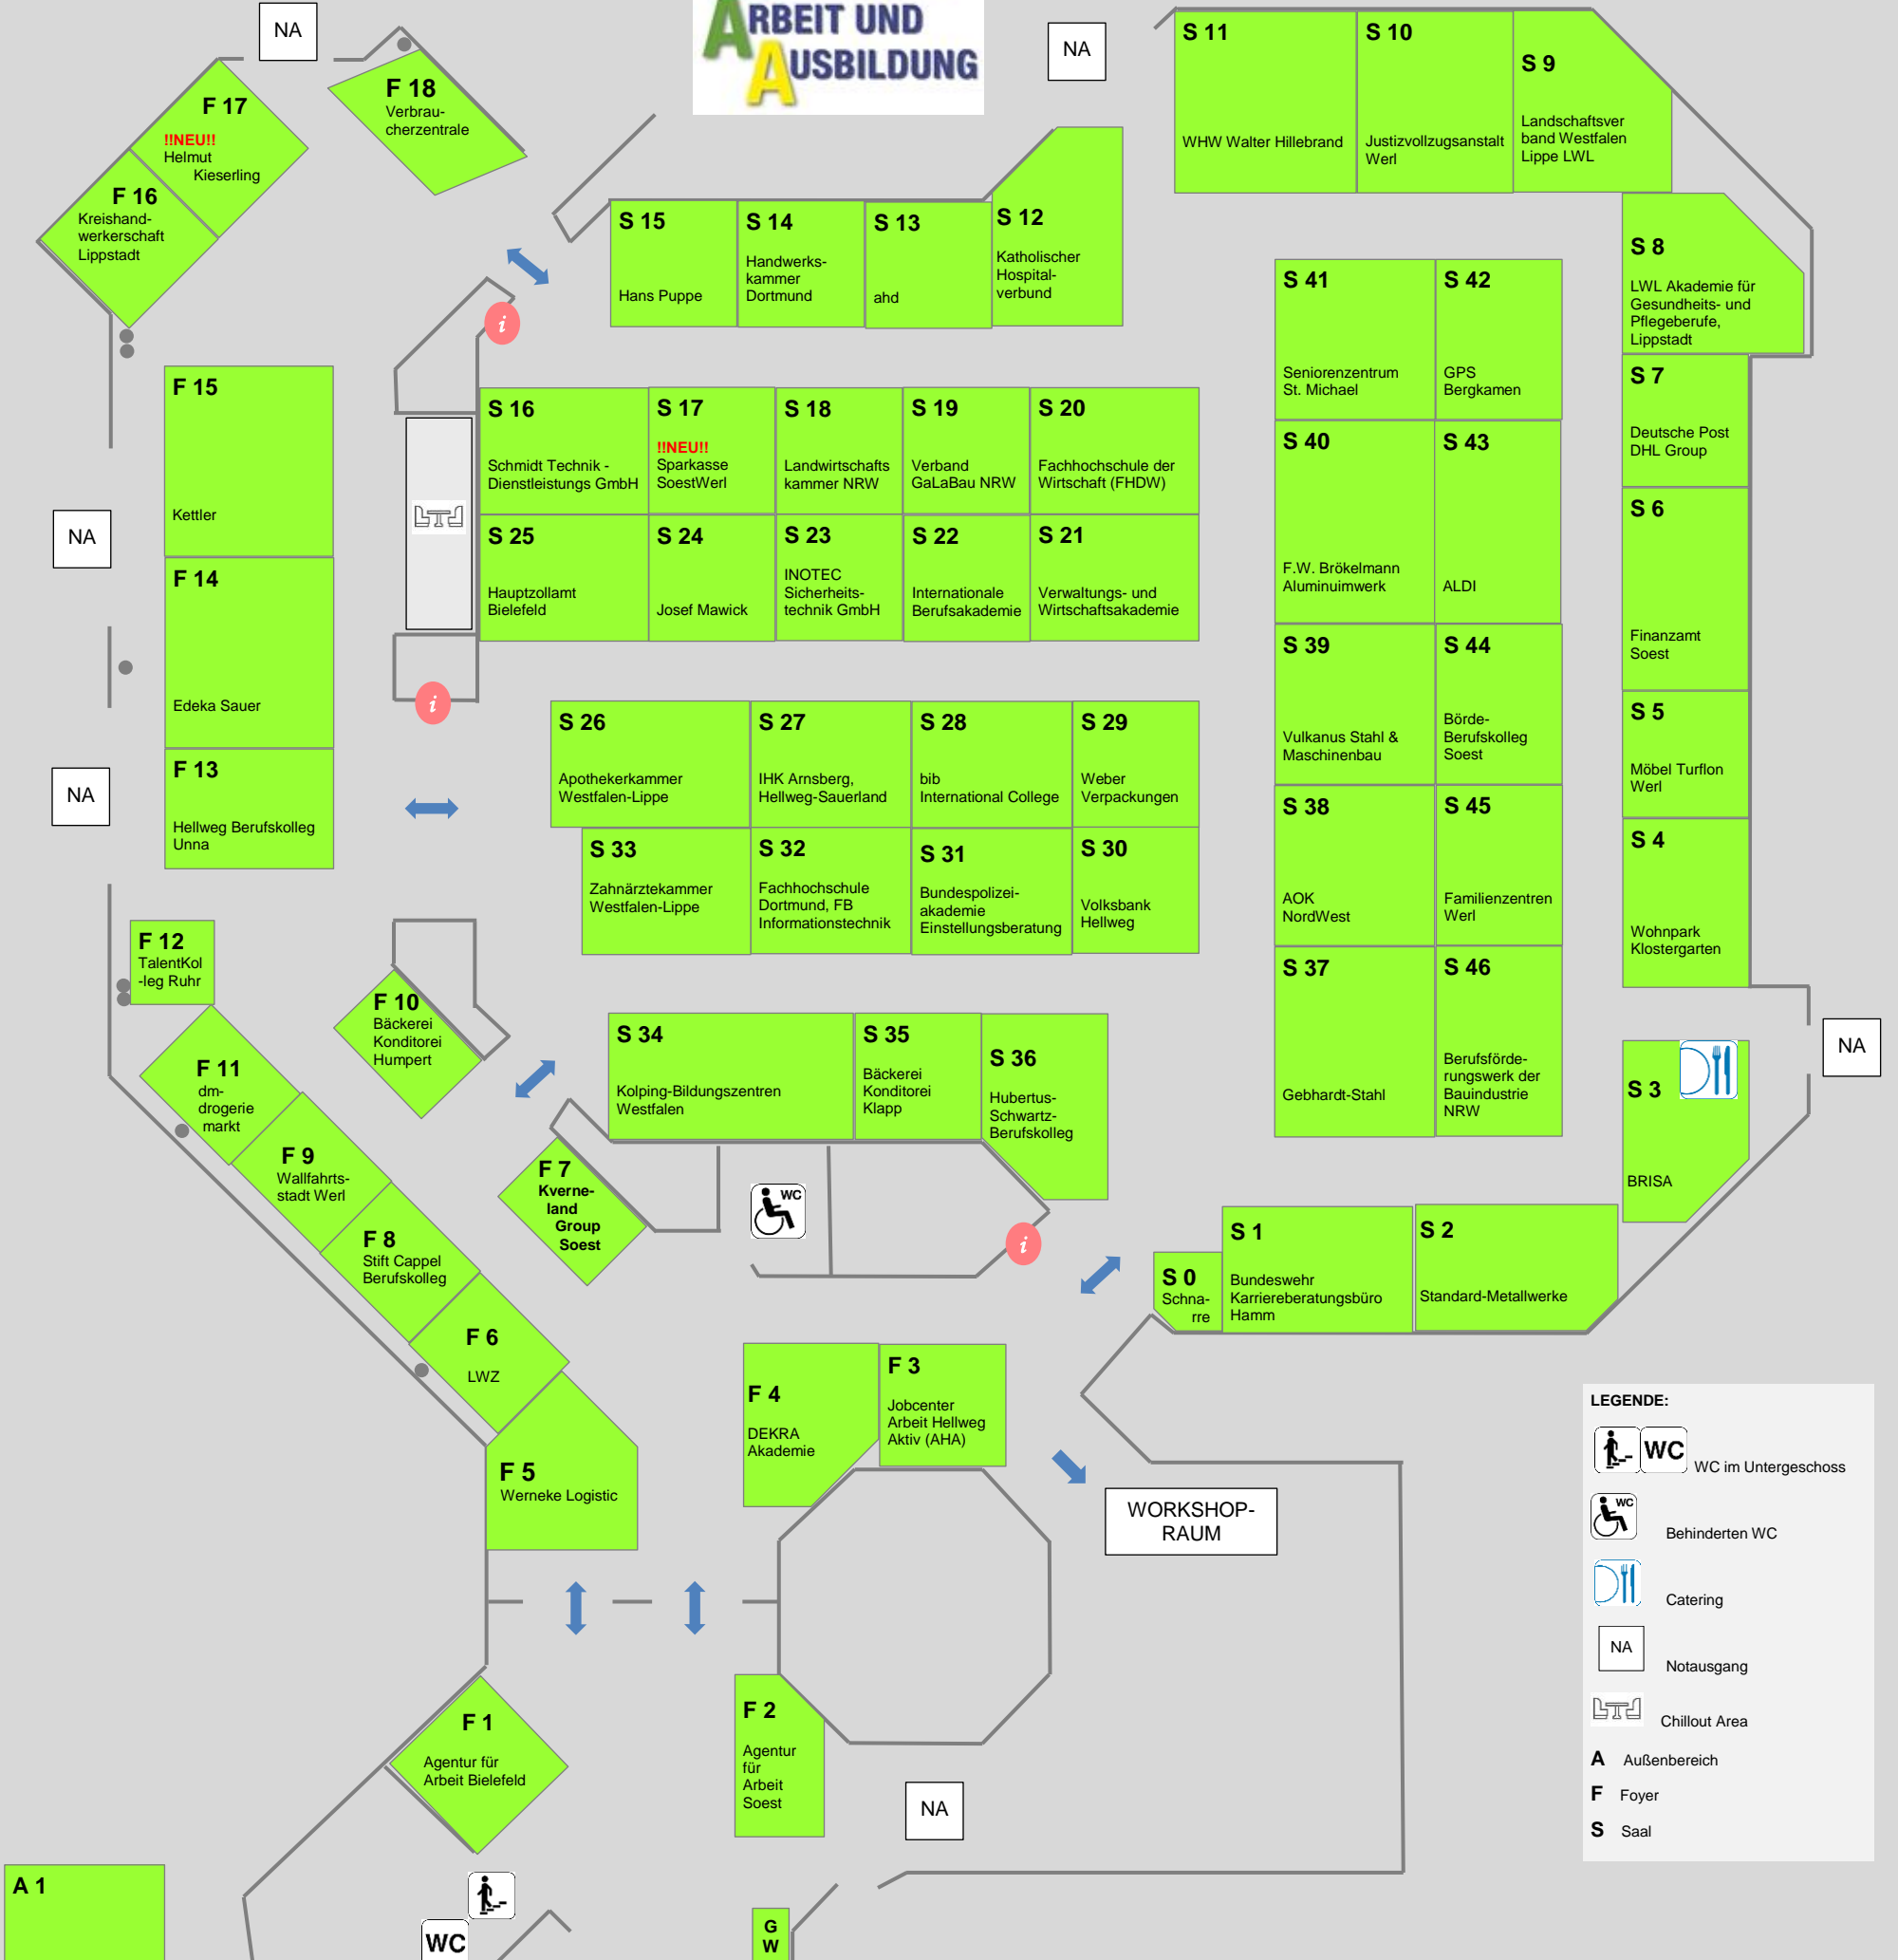 ARBEIT UND
AUSBILDUNG
NA
NA
F 17
!!NEU!!
Helmut
Kieserling
F 16
Kreishand-
werkerschaft
Lippstadt
F 18
Verbrau-
cherzentrale
S 11
WHW Walter Hillebrand
S 10
Justizvollzugsanstalt
Werl
S 9
Landschaftsver
band Westfalen
Lippe LWL
S 15
Hans Puppe
S 14
Handwerks-
kammer
Dortmund
S 13
ahd
S 12
Katholischer
Hospital-
verbund
S 8
LWL Akademie für
Gesundheits- und
Pflegeberufe,
Lippstadt
S 41
Seniorenzentrum
St. Michael
S 42
GPS
Bergkamen
i
F 15
Kettler
S 16
Schmidt Technik -
Dienstleistungs GmbH
S 17
!!NEU!!
Sparkasse
SoestWerl
S 18
Landwirtschafts
kammer NRW
S 19
Verband
GaLaBau NRW
S 20
Fachhochschule der
Wirtschaft (FHDW)
S 7
Deutsche Post
DHL Group
S 40
F.W. Brökelmann
Aluminuimwerk
S 43
ALDI
S 6
Finanzamt
Soest
NA
S 25
Hauptzollamt
Bielefeld
S 24
Josef Mawick
S 23
INOTEC
Sicherheits-
technik GmbH
S 22
Internationale
Berufsakademie
S 21
Verwaltungs- und
Wirtschaftsakademie
F 14
Edeka Sauer
S 39
Vulkanus Stahl &
Maschinenbau
S 44
Börde-
Berufskolleg
Soest
i
S 26
Apothekerkammer
Westfalen-Lippe
S 27
IHK Arnsberg,
Hellweg-Sauerland
S 28
bib
International College
S 29
Weber
Verpackungen
S 5
Möbel Turflon
Werl
NA
F 13
Hellweg Berufskolleg
Unna
S 38
AOK
NordWest
S 45
Familienzentren
Werl
S 33
Zahnärztekammer
Westfalen-Lippe
S 32
Fachhochschule
Dortmund, FB
Informationstechnik
S 31
Bundespolizei-
akademie
Einstellungsberatung
S 30
Volksbank
Hellweg
S 4
Wohnpark
Klostergarten
F 12
TalentKol
-leg Ruhr
S 37
Gebhardt-Stahl
S 46
Berufsförde-
rungswerk der
Bauindustrie
NRW
F 10
Bäckerei
Konditorei
Humpert
S 34
Kolping-Bildungszentren
Westfalen
S 35
Bäckerei
Konditorei
Klapp
S 36
Hubertus-
Schwartz-
Berufskolleg
NA
F 11
dm-
drogerie
markt
S 3
BRISA
F 9
Wallfahrts-
stadt Werl
F 7
Kverne-
land
Group
Soest
WC
i
F 8
Stift Cappel
Berufskolleg
S 0
Schna-
rre
S 1
Bundeswehr
Karriereberatungsbüro
Hamm
S 2
Standard-Metallwerke
F 6
LWZ
F 4
DEKRA
Akademie
F 3
Jobcenter
Arbeit Hellweg
Aktiv (AHA)
F 5
Werneke Logistic
WORKSHOP-
RAUM
LEGENDE:
WC WC im Untergeschoss
WC Behinderten WC
Catering
NA Notausgang
Chillout Area
A Außenbereich
F Foyer
S Saal
F 1
Agentur für
Arbeit Bielefeld
F 2
Agentur
für
Arbeit
Soest
NA
A 1
WC
G
W